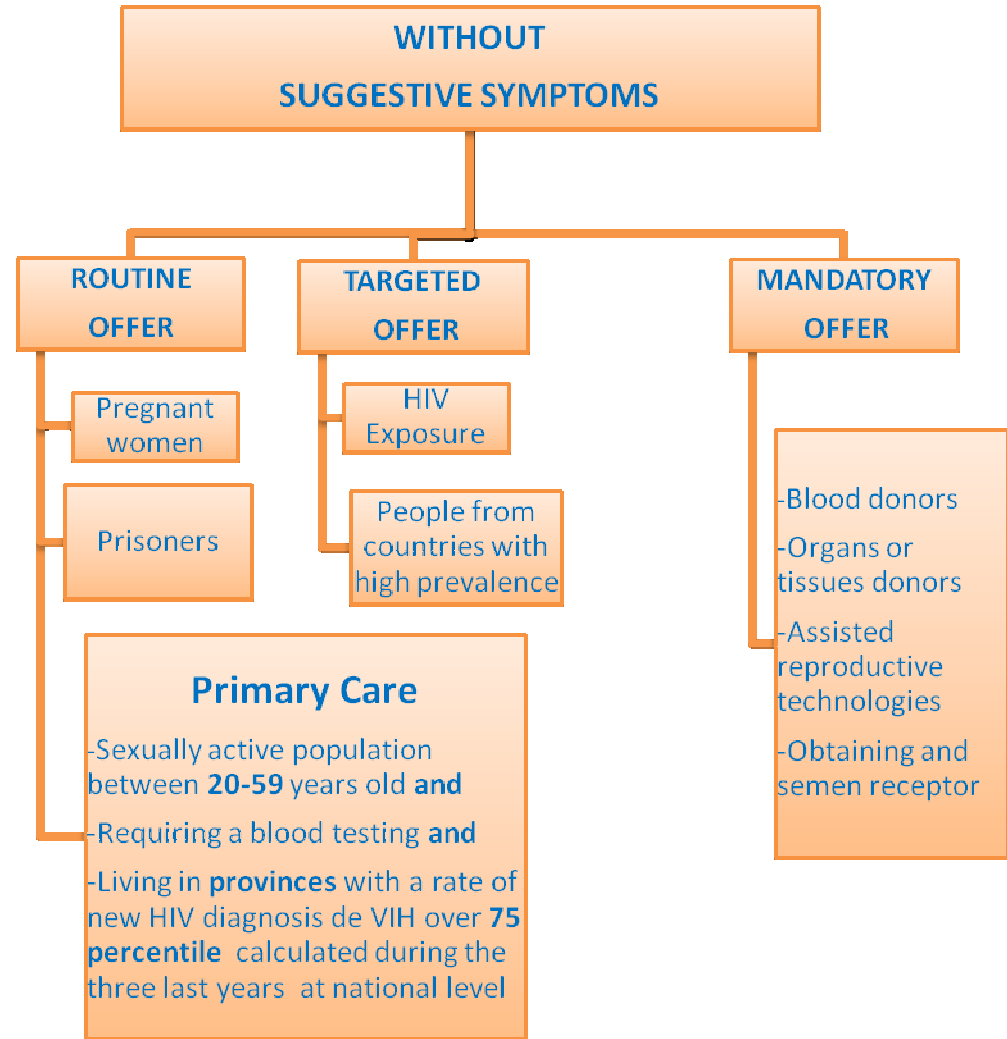 WITHOUT
SUGGESTIVE SYMPTOMS
ROUTINE
OFFER
Pregnant
women
Prisoners
Primary Care
-Sexually active population
between 20-59 years old and
-Requiring a blood testing and
-Living in provinces with a rate of
new HIV diagnosis de VIH over 75
percentile calculated during the
three last years at national level
TARGETED
OFFER
HIV
Exposure
People from
countries with
high prevalence
MANDATORY
OFFER
-Blood donors
-Organs or
tissues donors
-Assisted
reproductive
technologies
-Obtaining and
semen receptor